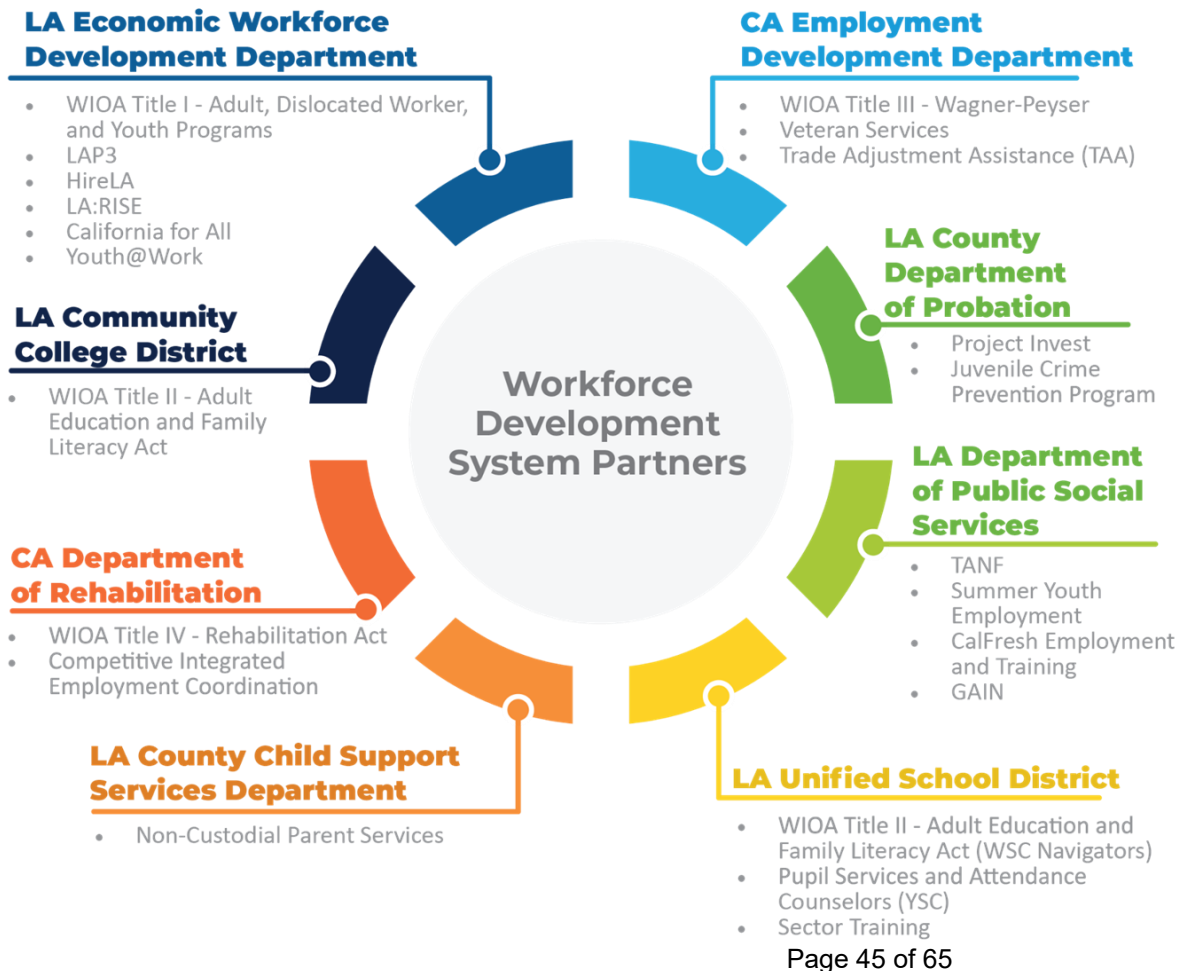 LA Economic Workforce
Development Department
• WIOA Title I - Adult, Dislocated Worker,
and Youth Programs
• LAP3
• HireLA
• LA:RISE
• California for All
• Youth@Work
CA Employment
Development Department
• WIOA Title III - Wagner-Peyser
• Veteran Services
• Trade Adjustment Assistance (TAA)
LA County
Department
of Probation
• Project Invest
• Juvenile Crime
Prevention Program
LA Community
College District
• WIOA Title II - Adult
Education and Family
Literacy Act
Workforce
Development
System Partners
LA Department
of Public Social
Services
• TANF
• Summer Youth
Employment
• CalFresh Employment
and Training
• GAIN
CA Department
of Rehabilitation
• WIOA Title IV - Rehabilitation Act
• Competitive Integrated
Employment Coordination
LA County Child Support
Services Department
• Non-Custodial Parent Services
LA Unified School District
• WIOA Title II - Adult Education and
Family Literacy Act (WSC Navigators)
• Pupil Services and Attendance
Counselors (YSC)
• Sector Training
Page 45 of 65